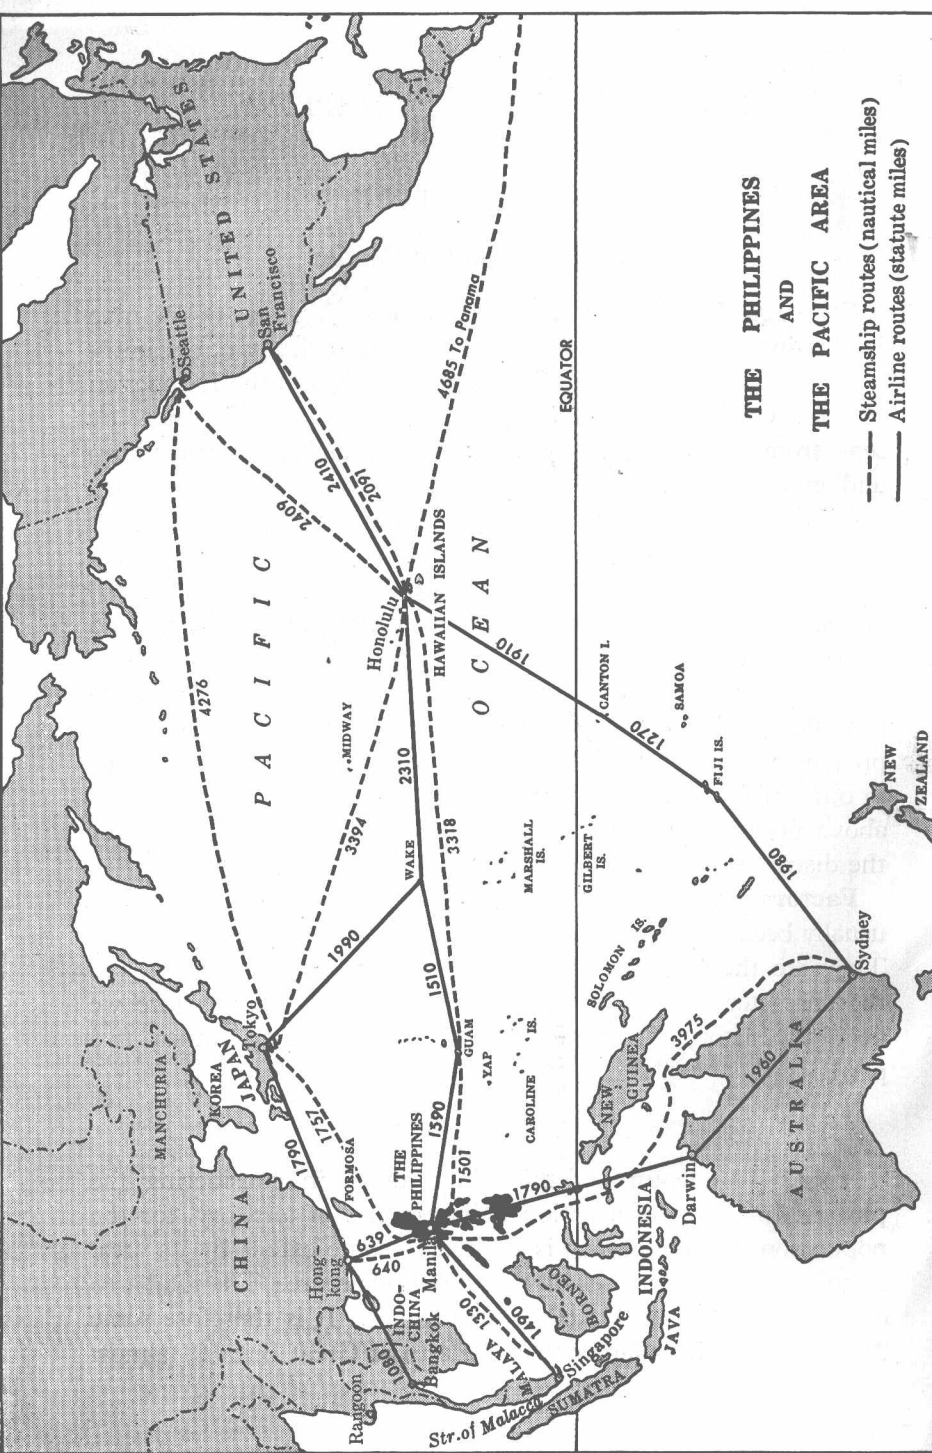 THE PHILIPPINES
AND
THE PACIFIC AREA
Steamship routes (nautical miles)
Airline routes (statute miles)
UNITED STATES
Seattle
San
Francisco
PACIFIC
OCEAN
EQUATOR
4685 To Panama
2410
2091
2409
4276
Honolulu
HAWAIIAN ISLANDS
MIDWAY
3394
2310
3318
WAKE
1990
1510
1910
CANTON I.
1270
SAMOA
FIJI IS.
1980
NEW
ZEALAND
MARSHALL
IS.
GILBERT
IS.
SOLOMON IS.
Sydney
3975
1960
AUSTRALIA
Darwin
NEW
GUINEA
GUAM
YAP
CAROLINE IS.
1590
1501
1790
THE
PHILIPPINES
Manila
MANCHURIA
KOREA
JAPAN
Tokyo
CHINA
1790
1757
FORMOSA
Hong-
kong
639
640
INDO-
CHINA
Bangkok
1080
Rangoon
1330
1490
MALAYA
Str. of Malacca
Singapore
SUMATRA
BORNEO
INDONESIA
JAVA